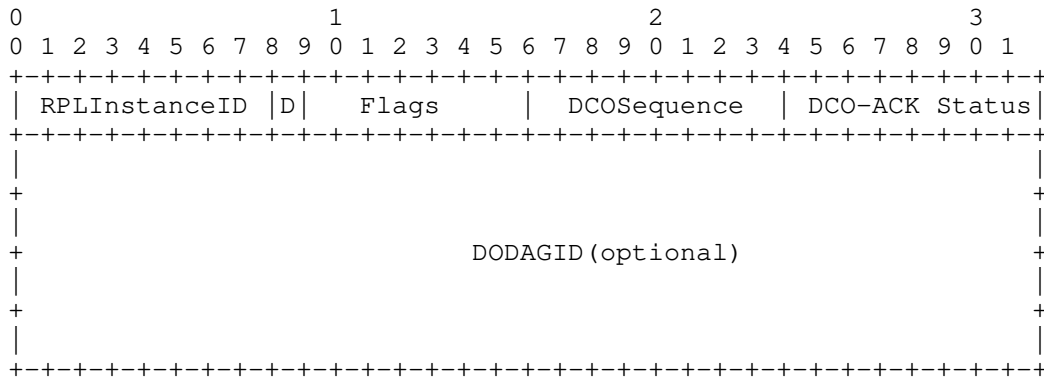 0                   1                   2                   3
0 1 2 3 4 5 6 7 8 9 0 1 2 3 4 5 6 7 8 9 0 1 2 3 4 5 6 7 8 9 0 1
+-+-+-+-+-+-+-+-+-+-+-+-+-+-+-+-+-+-+-+-+-+-+-+-+-+-+-+-+-+-+-+-+
| RPLInstanceID |D|   Flags     |  DCOSequence  | DCO-ACK Status|
+-+-+-+-+-+-+-+-+-+-+-+-+-+-+-+-+-+-+-+-+-+-+-+-+-+-+-+-+-+-+-+-+
|                                                               |
+                                                               +
|                                                               |
+                            DODAGID(optional)                  +
|                                                               |
+                                                               +
|                                                               |
+-+-+-+-+-+-+-+-+-+-+-+-+-+-+-+-+-+-+-+-+-+-+-+-+-+-+-+-+-+-+-+-+